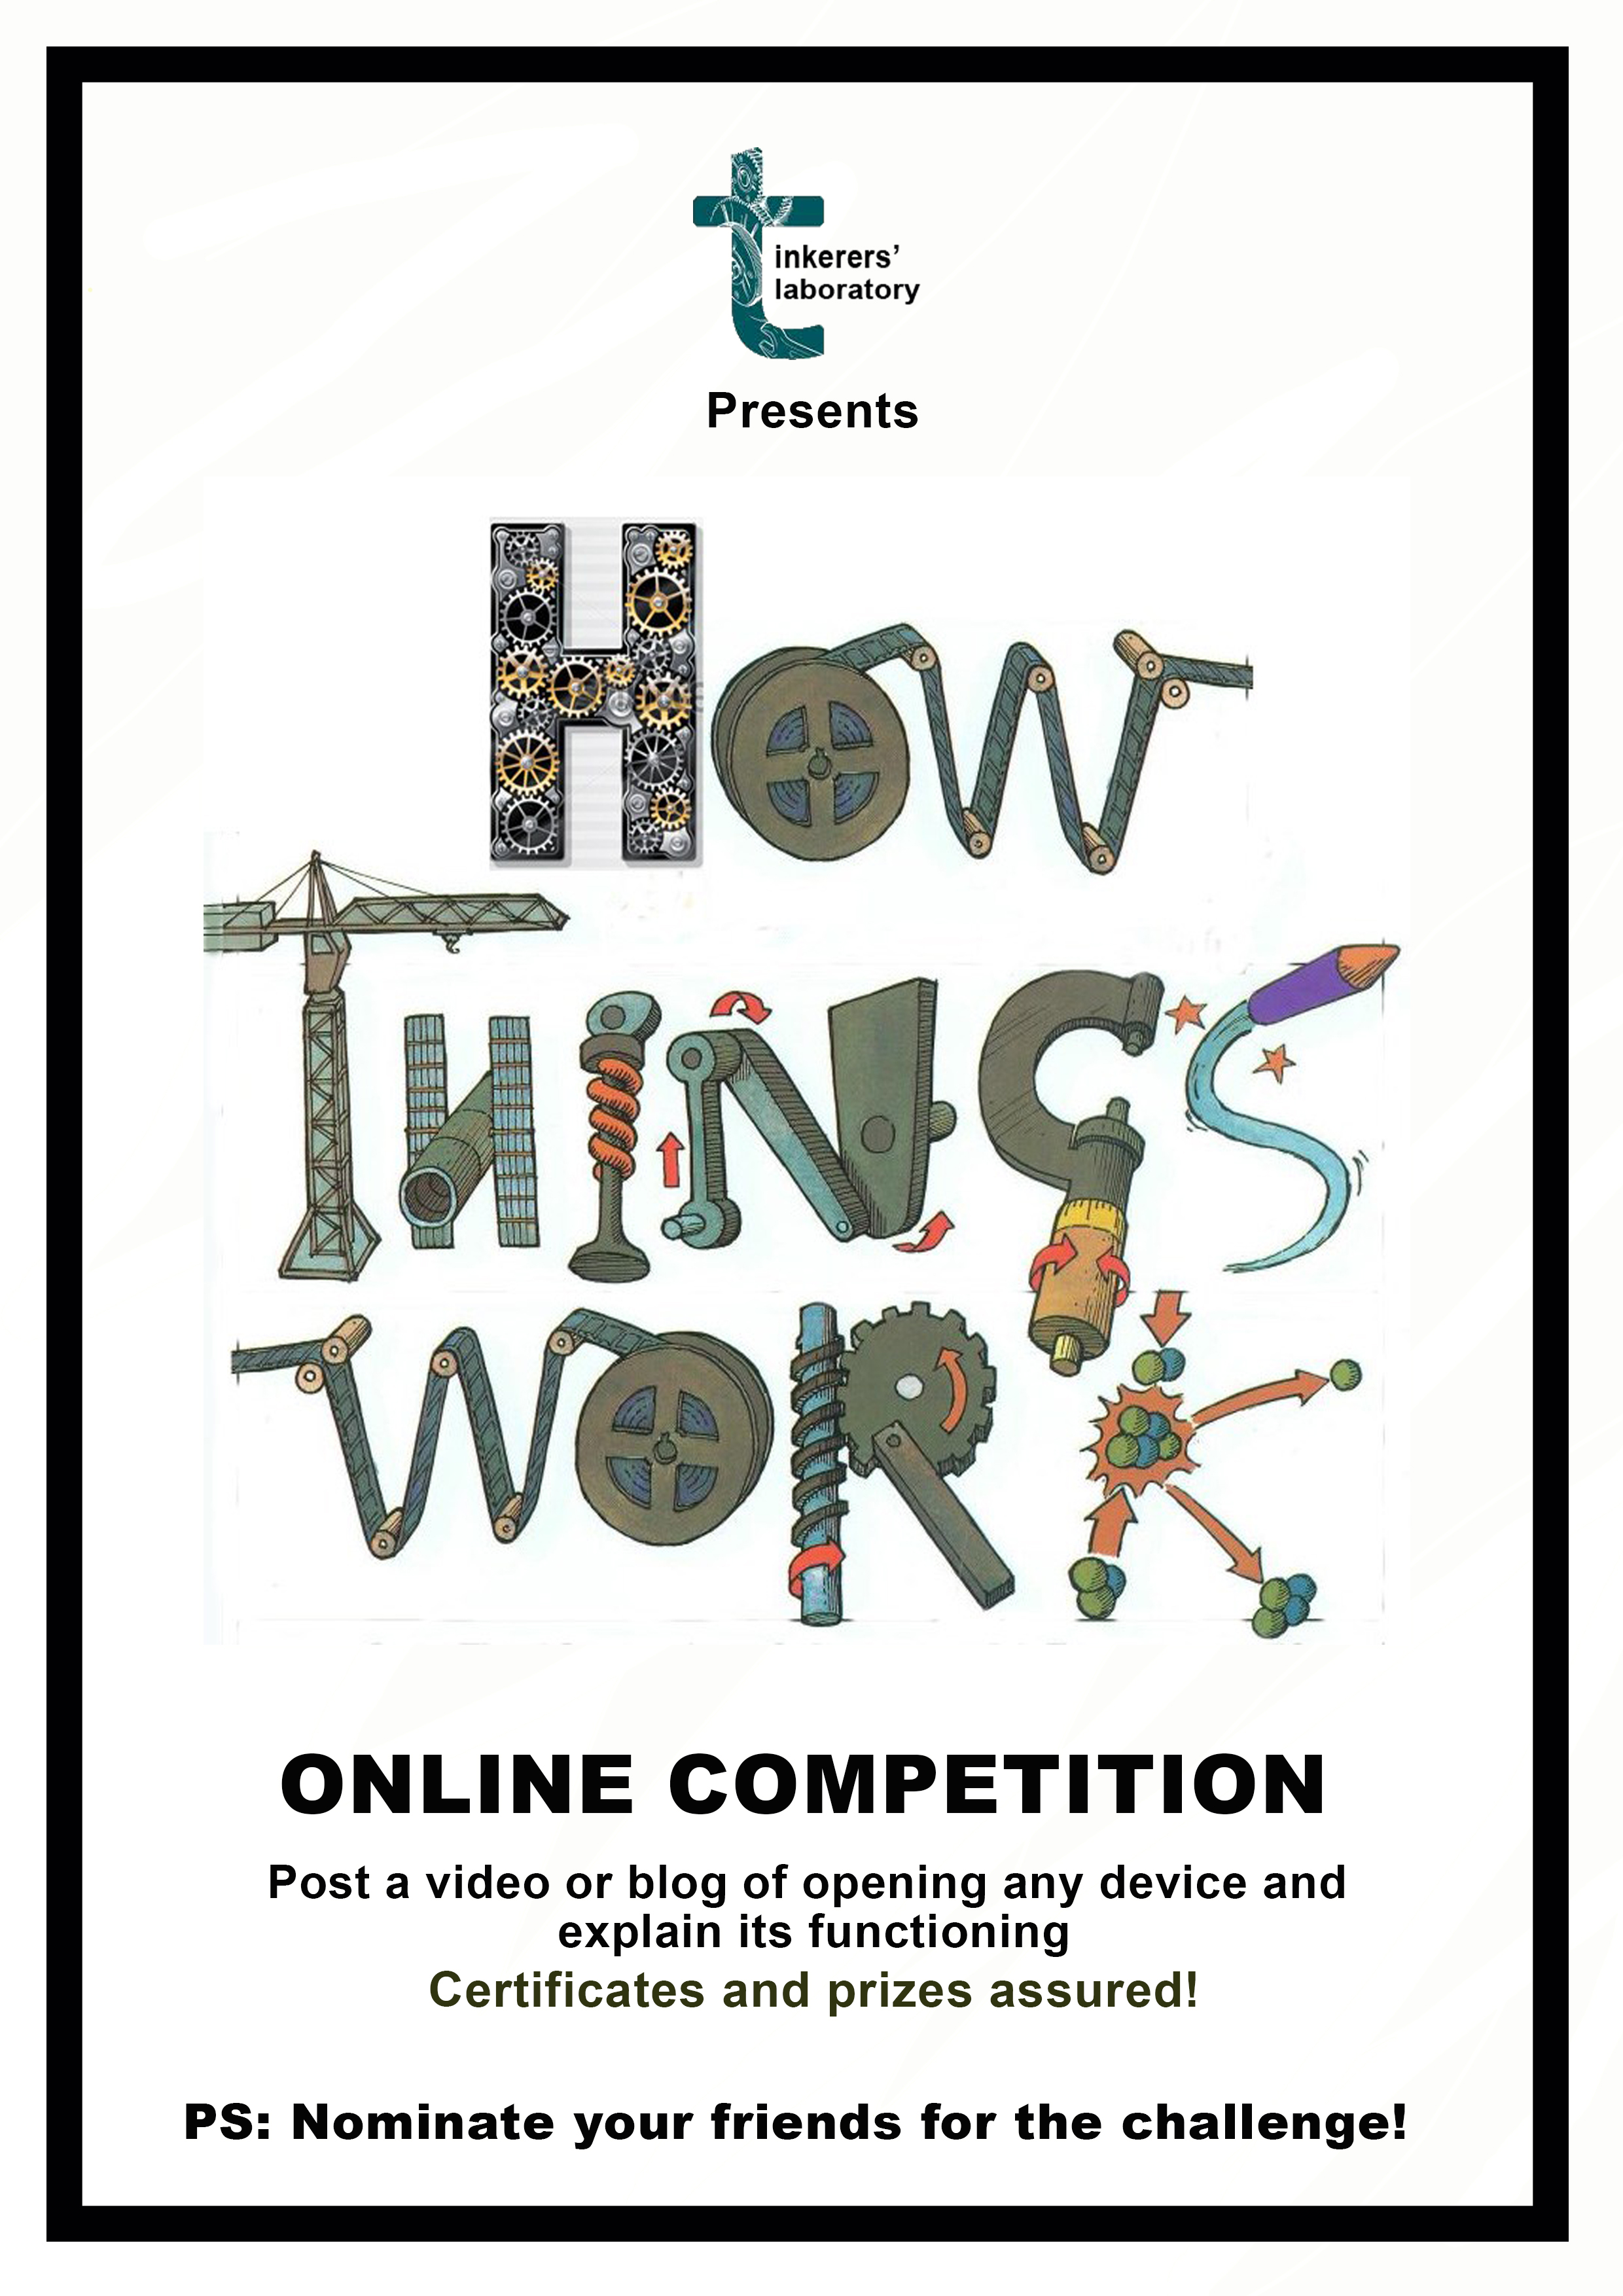 tinkerers’
laboratory
Presents
HOW
THINGS
WORK
ONLINE COMPETITION
Post a video or blog of opening any device and
explain its functioning
Certificates and prizes assured!
PS: Nominate your friends for the challenge!